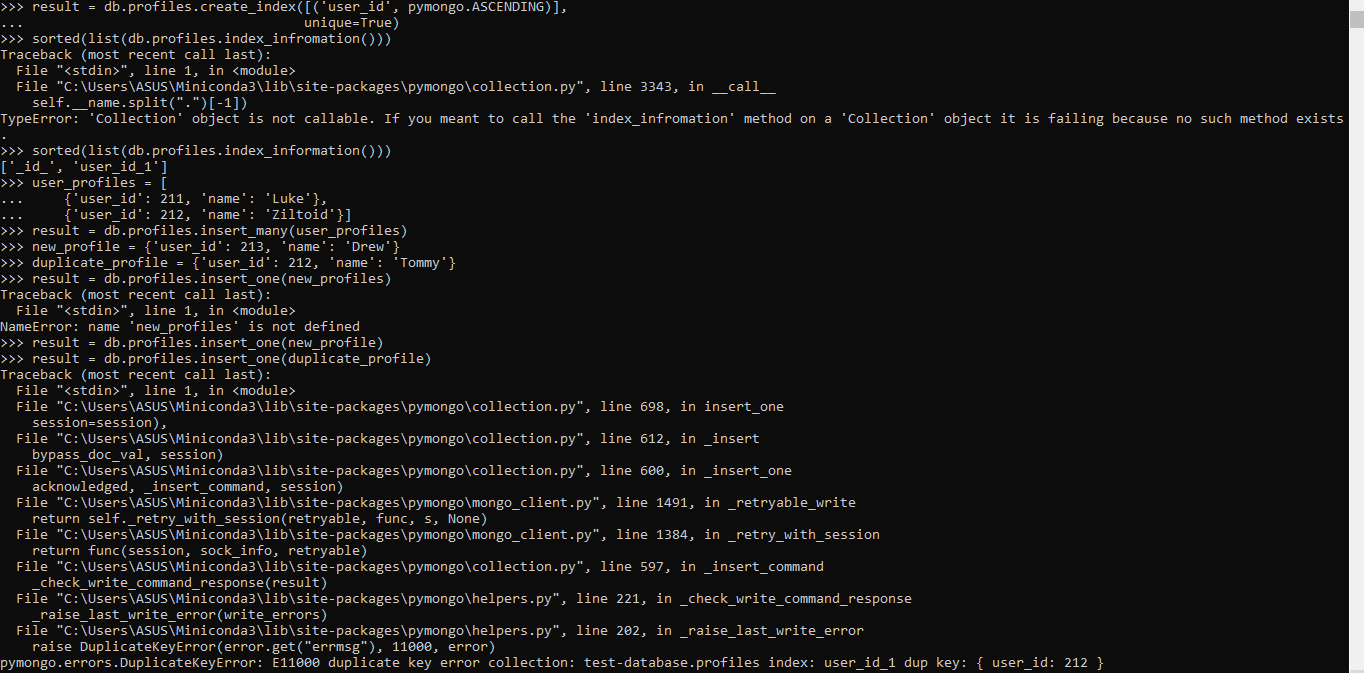 >>> result = db.profiles.create_index([('user_id', pymongo.ASCENDING)],
...                                   unique=True)
>>> sorted(list(db.profiles.index_infromation()))
Traceback (most recent call last):
  File "<stdin>", line 1, in <module>
  File "C:\Users\ASUS\Miniconda3\lib\site-packages\pymongo\collection.py", line 3343, in __call__
    self.__name.split(".")[-1])
TypeError: 'Collection' object is not callable. If you meant to call the 'index_infromation' method on a 'Collection' object it is failing because no such method exists
.
>>> sorted(list(db.profiles.index_information()))
['_id_', 'user_id_1']
>>> user_profiles = [
...     {'user_id': 211, 'name': 'Luke'},
...     {'user_id': 212, 'name': 'Ziltoid'}]
>>> result = db.profiles.insert_many(user_profiles)
>>> new_profile = {'user_id': 213, 'name': 'Drew'}
>>> duplicate_profile = {'user_id': 212, 'name': 'Tommy'}
>>> result = db.profiles.insert_one(new_profiles)
Traceback (most recent call last):
  File "<stdin>", line 1, in <module>
NameError: name 'new_profiles' is not defined
>>> result = db.profiles.insert_one(new_profile)
>>> result = db.profiles.insert_one(duplicate_profile)
Traceback (most recent call last):
  File "<stdin>", line 1, in <module>
  File "C:\Users\ASUS\Miniconda3\lib\site-packages\pymongo\collection.py", line 698, in insert_one
    session=session),
  File "C:\Users\ASUS\Miniconda3\lib\site-packages\pymongo\collection.py", line 612, in _insert
    bypass_doc_val, session)
  File "C:\Users\ASUS\Miniconda3\lib\site-packages\pymongo\collection.py", line 600, in _insert_one
    acknowledged, _insert_command, session)
  File "C:\Users\ASUS\Miniconda3\lib\site-packages\pymongo\mongo_client.py", line 1491, in _retryable_write
    return self._retry_with_session(retryable, func, s, None)
  File "C:\Users\ASUS\Miniconda3\lib\site-packages\pymongo\mongo_client.py", line 1384, in _retry_with_session
    return func(session, sock_info, retryable)
  File "C:\Users\ASUS\Miniconda3\lib\site-packages\pymongo\collection.py", line 597, in _insert_command
    _check_write_command_response(result)
  File "C:\Users\ASUS\Miniconda3\lib\site-packages\pymongo\helpers.py", line 221, in _check_write_command_response
    _raise_last_write_error(write_errors)
  File "C:\Users\ASUS\Miniconda3\lib\site-packages\pymongo\helpers.py", line 202, in _raise_last_write_error
    raise DuplicateKeyError(error.get("errmsg"), 11000, error)
pymongo.errors.DuplicateKeyError: E11000 duplicate key error collection: test-database.profiles index: user_id_1 dup key: { user_id: 212 }